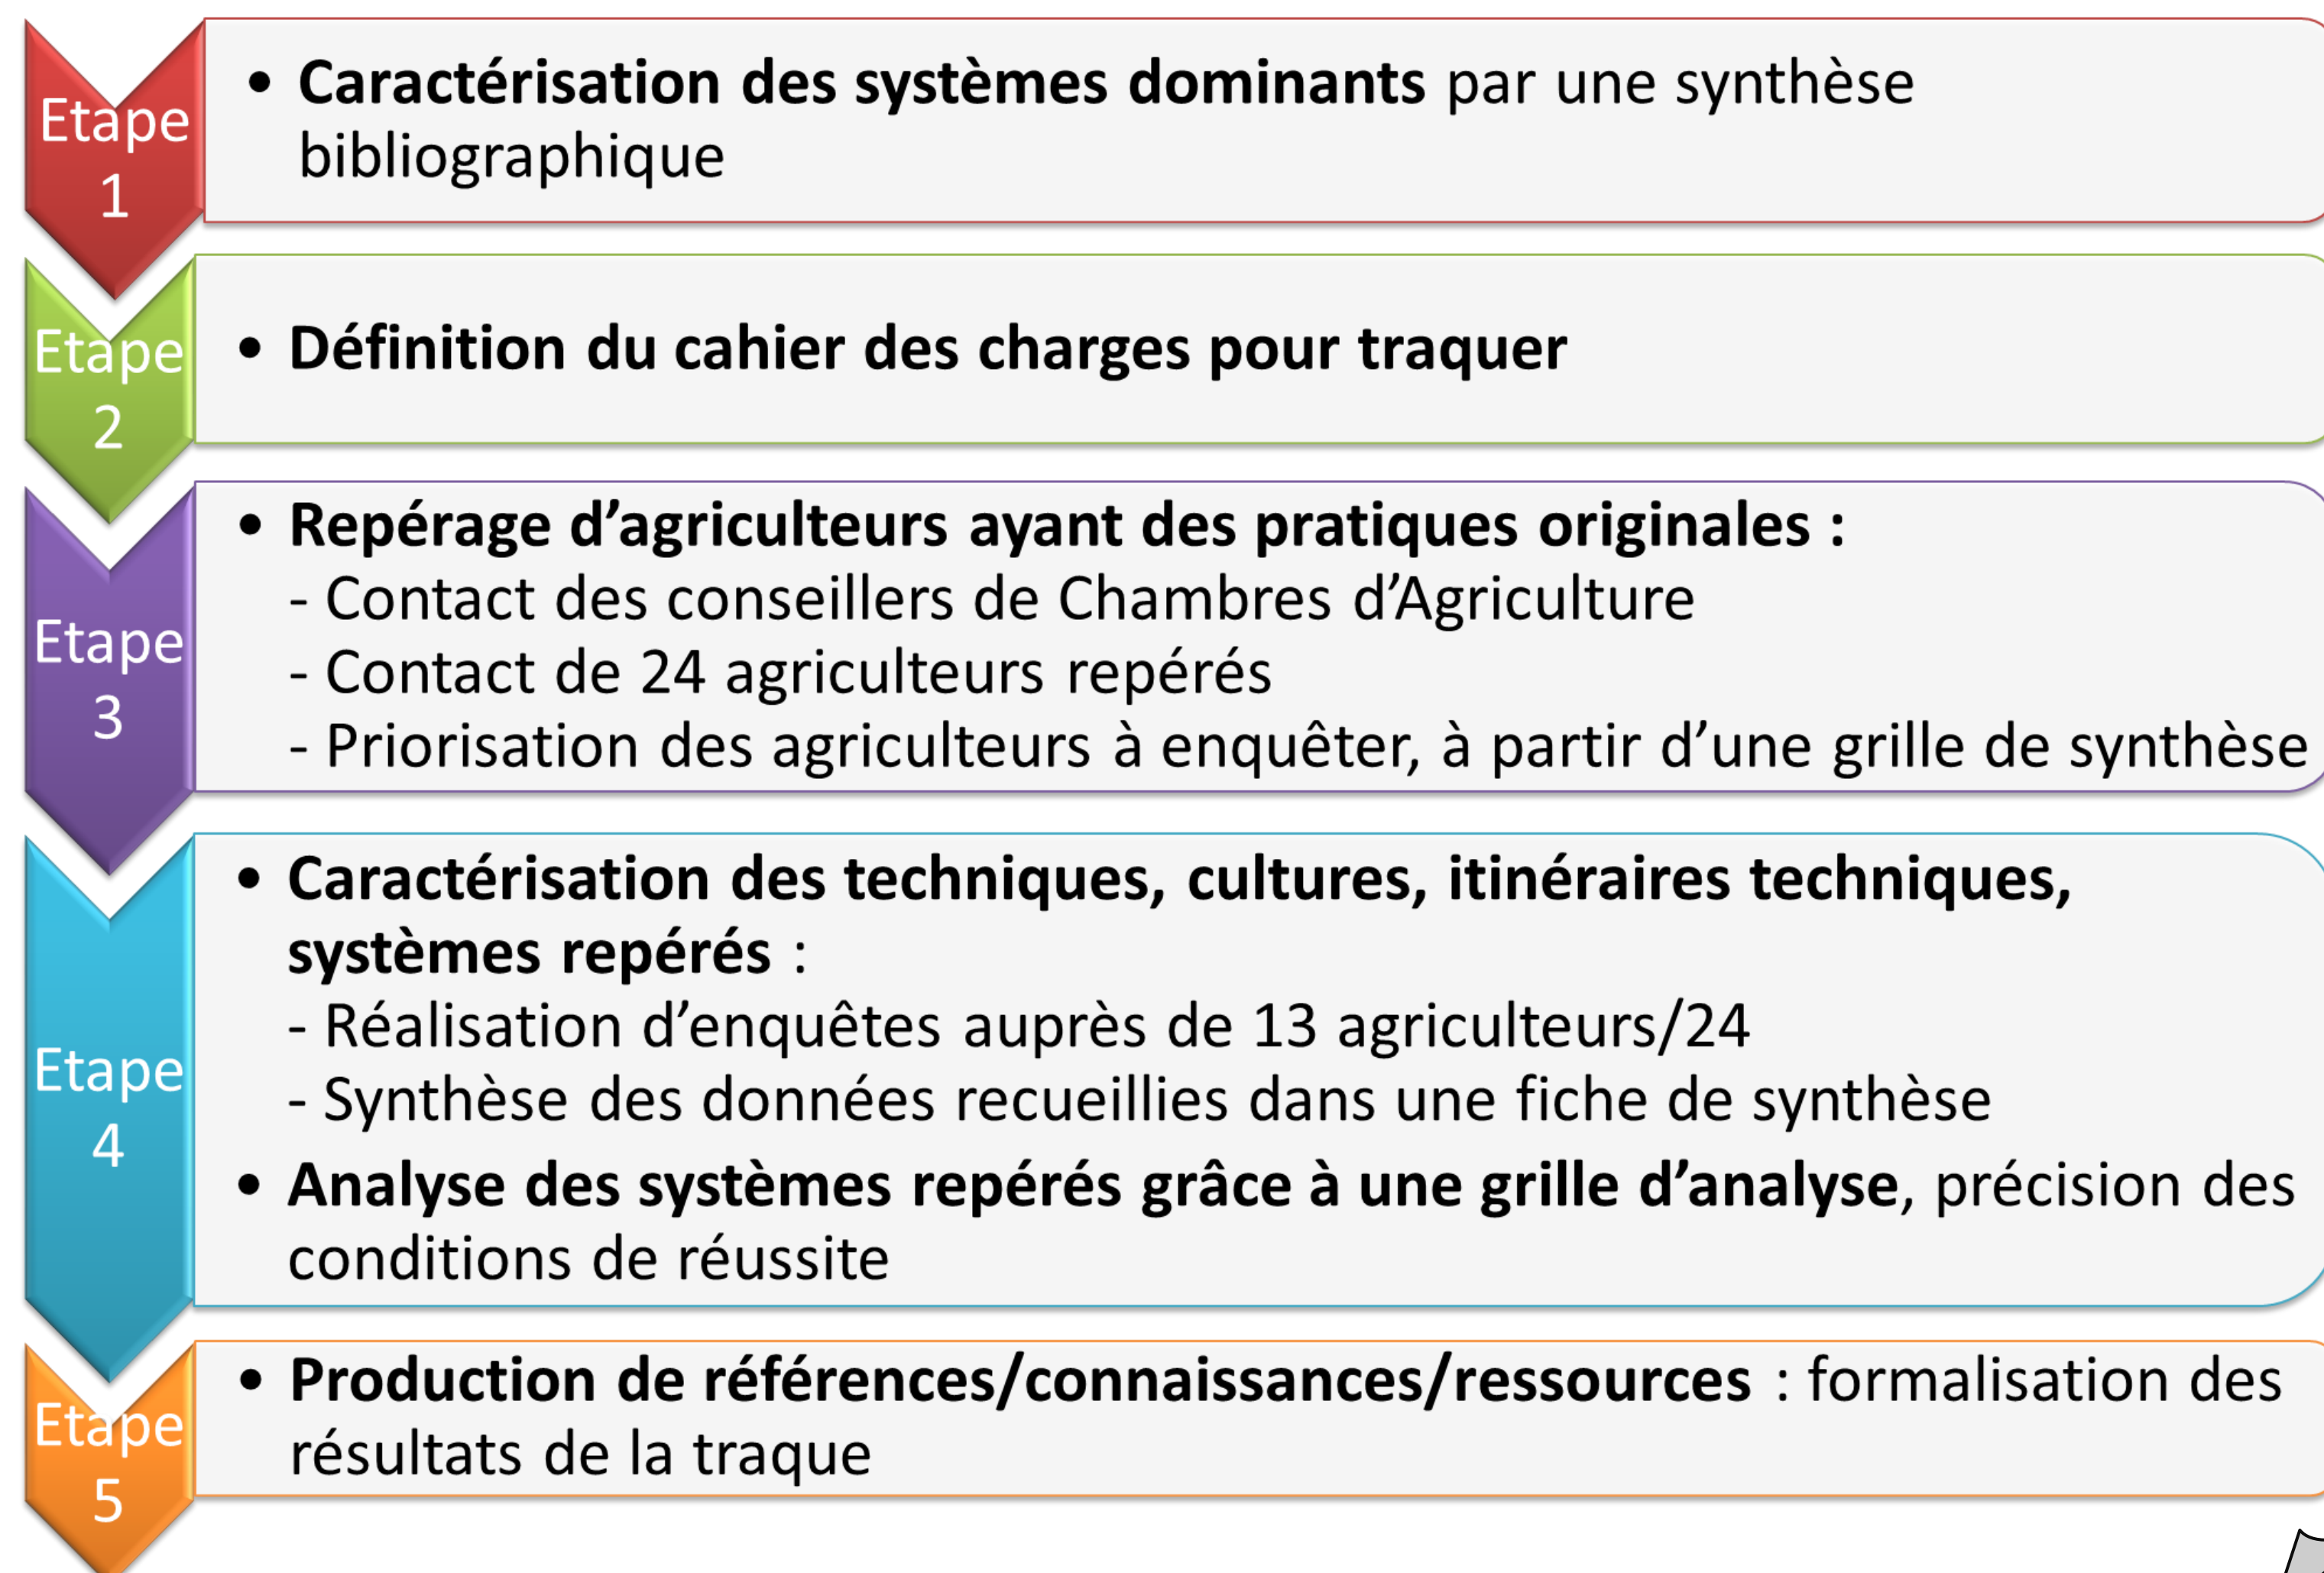 Etape
1
• Caractérisation des systèmes dominants par une synthèse
bibliographique
Etape
2
• Définition du cahier des charges pour traquer
Etape
3
• Repérage d’agriculteurs ayant des pratiques originales :
- Contact des conseillers de Chambres d’Agriculture
- Contact de 24 agriculteurs repérés
- Priorisation des agriculteurs à enquêter, à partir d’une grille de synthèse
Etape
4
• Caractérisation des techniques, cultures, itinéraires techniques,
systèmes repérés :
- Réalisation d’enquêtes auprès de 13 agriculteurs/24
- Synthèse des données recueillies dans une fiche de synthèse
• Analyse des systèmes repérés grâce à une grille d’analyse, précision des
conditions de réussite
Etape
5
• Production de références/connaissances/ressources : formalisation des
résultats de la traque